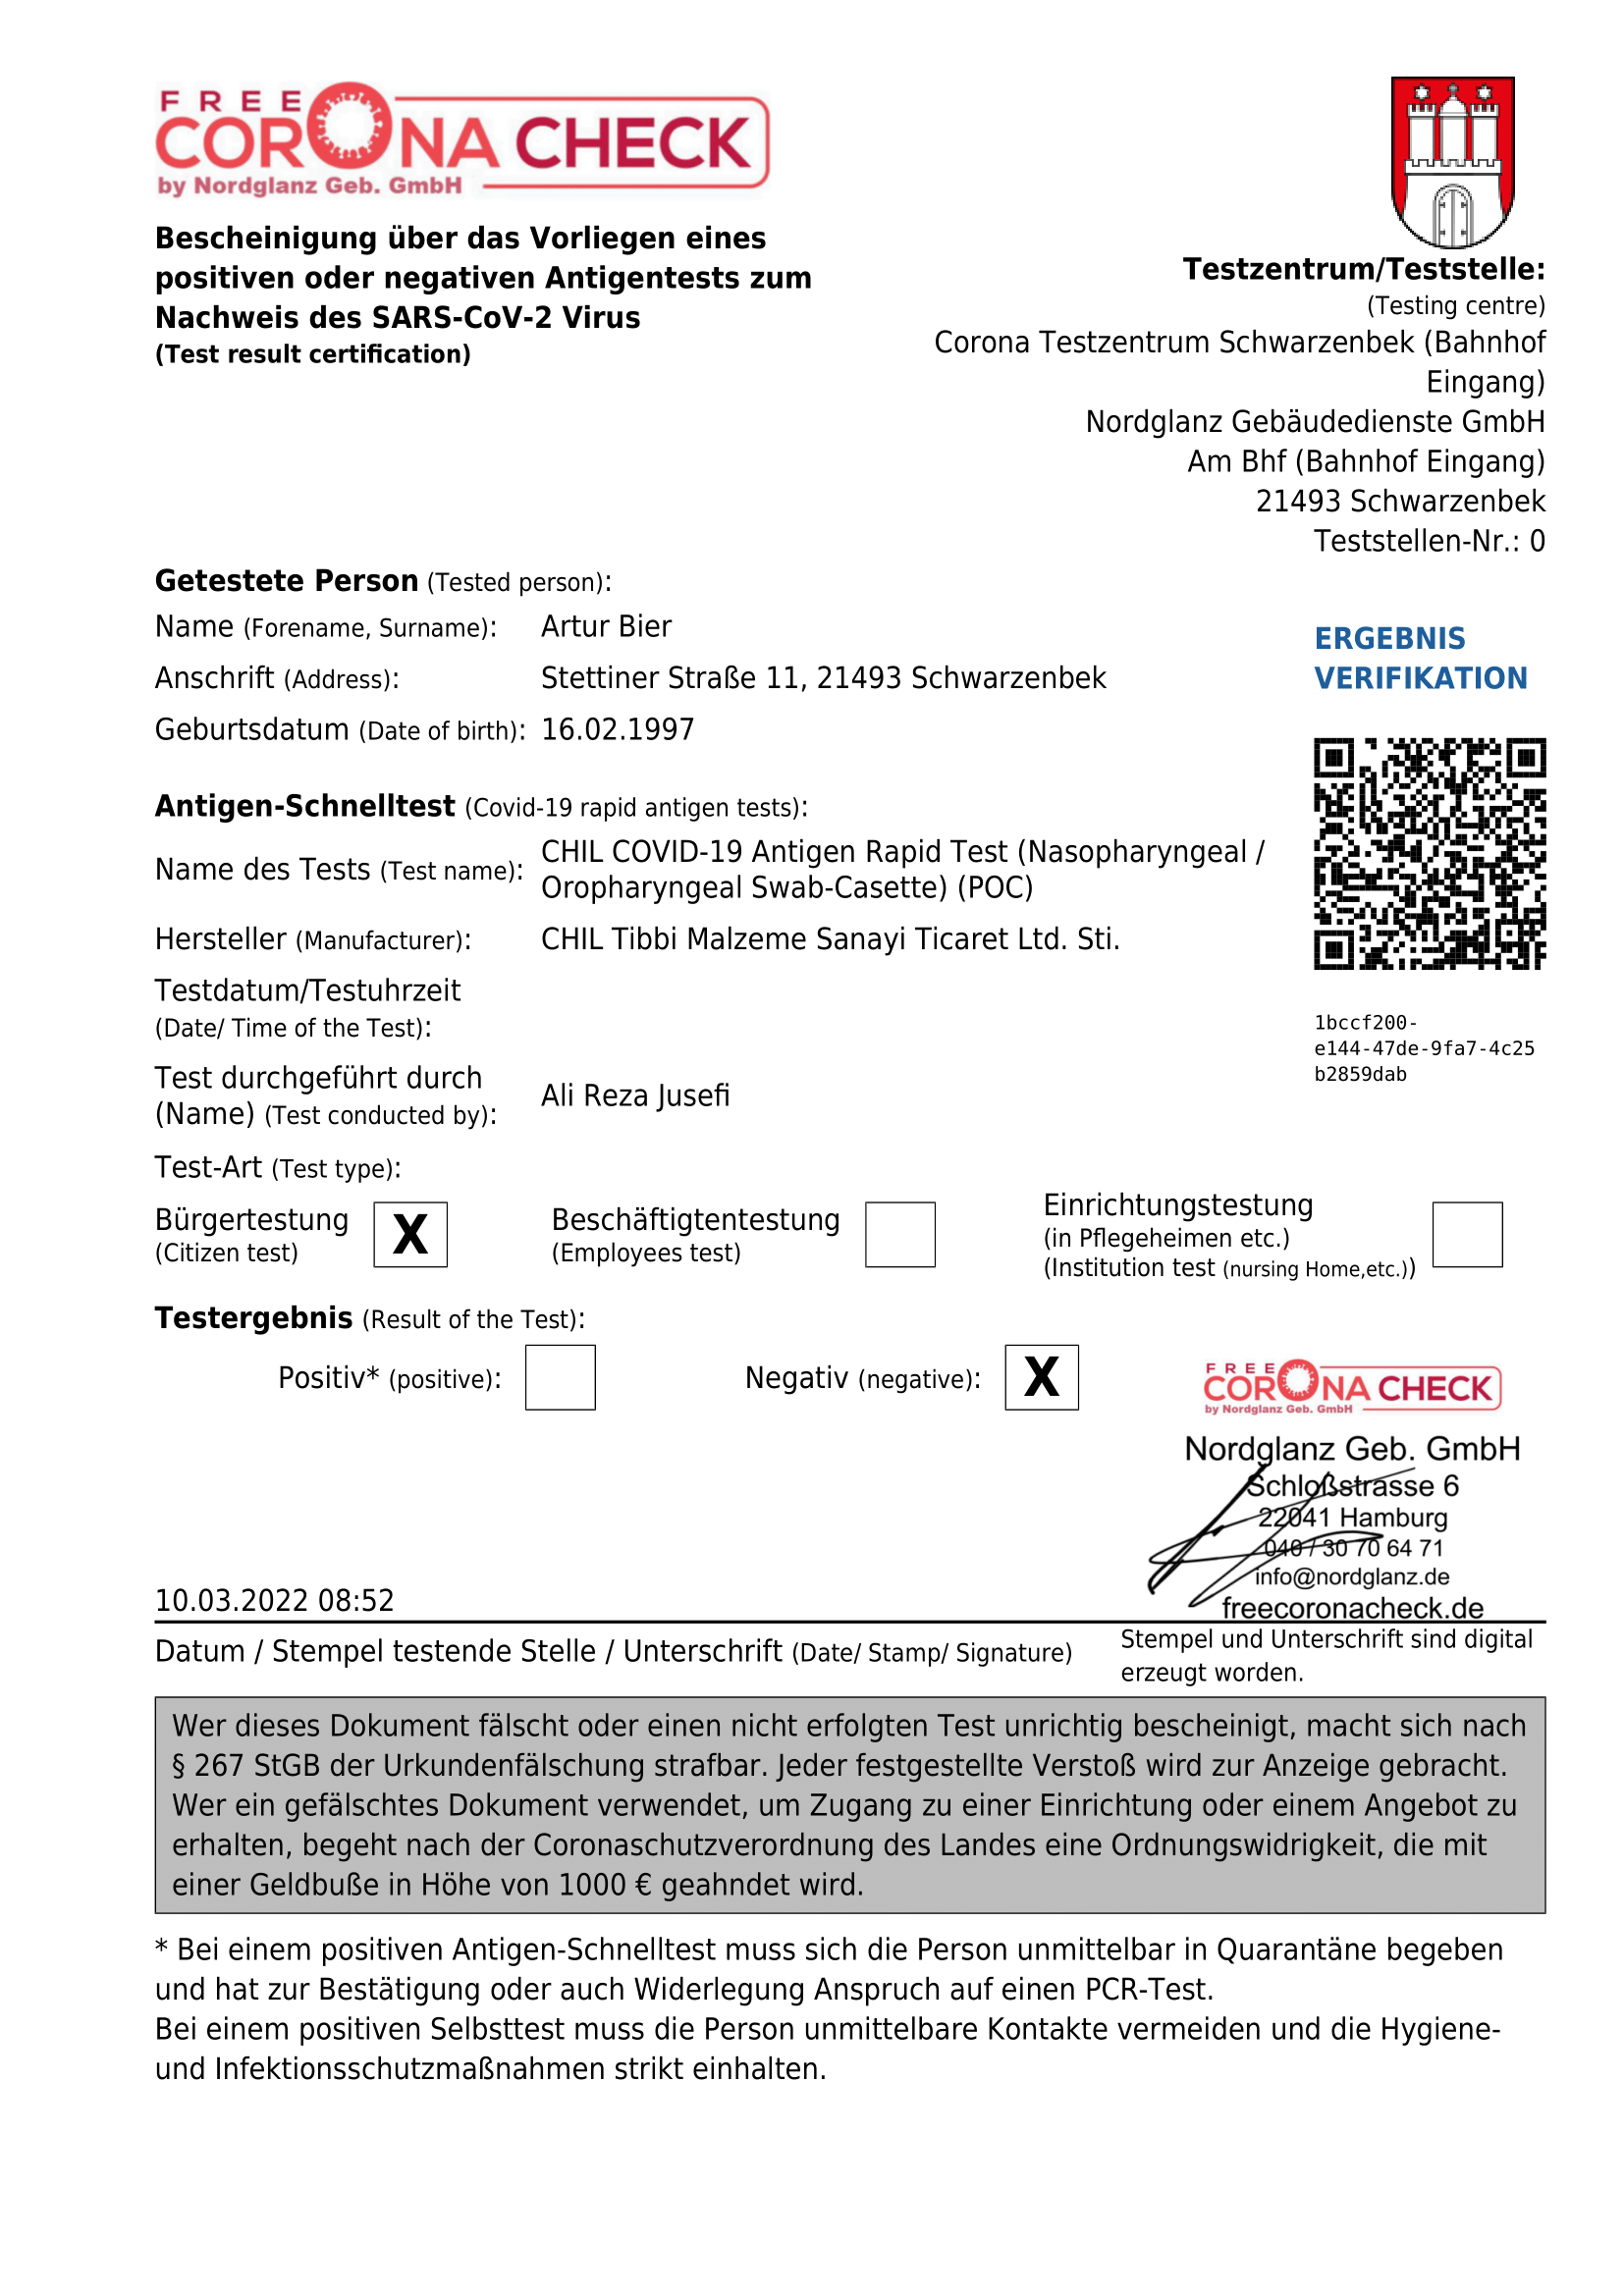 FREE
CORONA CHECK
by Nordglanz Geb. GmbH
Bescheinigung über das Vorliegen eines
positiven oder negativen Antigentests zum
Nachweis des SARS-CoV-2 Virus
(Test result certification)
Testzentrum/Teststelle:
(Testing centre)
Corona Testzentrum Schwarzenbek (Bahnhof
Eingang)
Nordglanz Gebäudedienste GmbH
Am Bhf (Bahnhof Eingang)
21493 Schwarzenbek
Teststellen-Nr.: 0
Getestete Person (Tested person):
Name (Forename, Surname): Artur Bier
Anschrift (Address): Stettiner Straße 11, 21493 Schwarzenbek
Geburtsdatum (Date of birth): 16.02.1997
ERGEBNIS
VERIFIKATION
Antigen-Schnelltest (Covid-19 rapid antigen tests):
Name des Tests (Test name): CHIL COVID-19 Antigen Rapid Test (Nasopharyngeal /
Oropharyngeal Swab-Casette) (POC)
Hersteller (Manufacturer): CHIL Tibbi Malzeme Sanayi Ticaret Ltd. Sti.
Testdatum/Testuhrzeit
(Date/ Time of the Test):
1bccf200-
e144-47de-9fa7-4c25
b2859dab
Test durchgeführt durch
(Name) (Test conducted by): Ali Reza Jusefi
Test-Art (Test type):
Bürgertestung
(Citizen test)
X
Beschäftigtentestung
(Employees test)
Einrichtungstestung
(in Pflegeheimen etc.)
(Institution test (nursing Home,etc.))
Testergebnis (Result of the Test):
Positiv* (positive):
Negativ (negative): X
FREE
CORONA CHECK
by Nordglanz Geb. GmbH
Nordglanz Geb. GmbH
Schloßstrasse 6
22041 Hamburg
040 / 30 70 64 71
info@nordglanz.de
freecoronacheck.de
10.03.2022 08:52
Datum / Stempel testende Stelle / Unterschrift (Date/ Stamp/ Signature)
Stempel und Unterschrift sind digital
erzeugt worden.
Wer dieses Dokument fälscht oder einen nicht erfolgten Test unrichtig bescheinigt, macht sich nach
§ 267 StGB der Urkundenfälschung strafbar. Jeder festgestellte Verstoß wird zur Anzeige gebracht.
Wer ein gefälschtes Dokument verwendet, um Zugang zu einer Einrichtung oder einem Angebot zu
erhalten, begeht nach der Coronaschutzverordnung des Landes eine Ordnungswidrigkeit, die mit
einer Geldbuße in Höhe von 1000 € geahndet wird.
* Bei einem positiven Antigen-Schnelltest muss sich die Person unmittelbar in Quarantäne begeben
und hat zur Bestätigung oder auch Widerlegung Anspruch auf einen PCR-Test.
Bei einem positiven Selbsttest muss die Person unmittelbare Kontakte vermeiden und die Hygiene-
und Infektionsschutzmaßnahmen strikt einhalten.